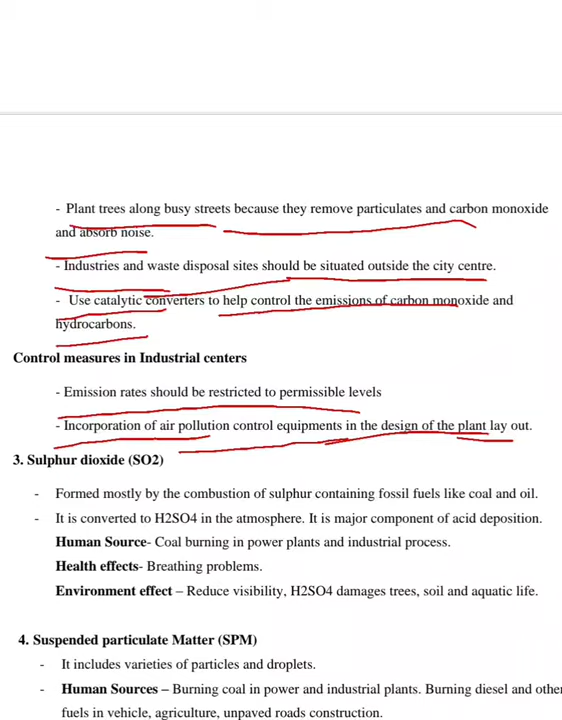 - Plant trees along busy streets because they remove particulates and carbon monoxide
and absorb noise.
- Industries and waste disposal sites should be situated outside the city centre.
- Use catalytic converters to help control the emissions of carbon monoxide and
hydrocarbons.
Control measures in Industrial centers
- Emission rates should be restricted to permissible levels
- Incorporation of air pollution control equipments in the design of the plant lay out.
3. Sulphur dioxide (SO2)
- Formed mostly by the combustion of sulphur containing fossil fuels like coal and oil.
- It is converted to H2SO4 in the atmosphere. It is major component of acid deposition.
Human Source- Coal burning in power plants and industrial process.
Health effects- Breathing problems.
Environment effect – Reduce visibility, H2SO4 damages trees, soil and aquatic life.
4. Suspended particulate Matter (SPM)
- It includes varieties of particles and droplets.
- Human Sources – Burning coal in power and industrial plants. Burning diesel and othe
fuels in vehicle, agriculture, unpaved roads construction.